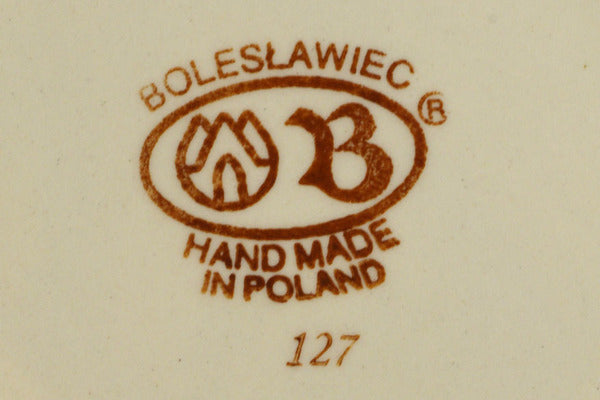 BOLESŁAWIEC
B ®
HAND MADE
IN POLAND
127